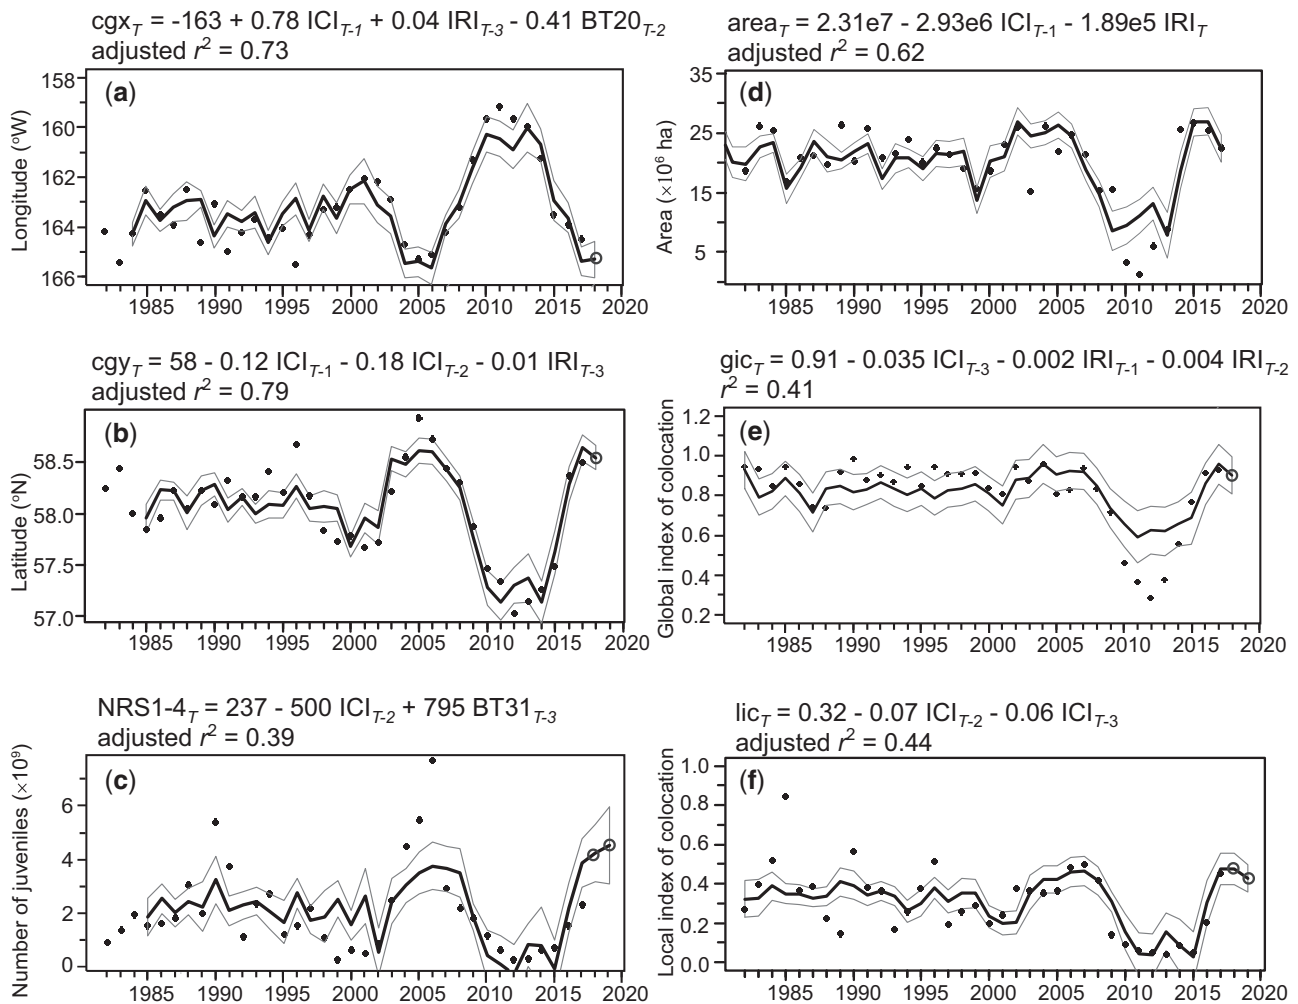 cgx_T = -163 + 0.78 ICI_T-1 + 0.04 IRI_T-3 - 0.41 BT20_T-2
adjusted r² = 0.73
(a)
Longitude (°W)
158
160
162
164
166
1985 1990 1995 2000 2005 2010 2015 2020
area_T = 2.31e7 - 2.93e6 ICI_T-1 - 1.89e5 IRI_T
adjusted r² = 0.62
(d)
Area (×10⁶ ha)
35
25
15
5
1985 1990 1995 2000 2005 2010 2015 2020
cgy_T = 58 - 0.12 ICI_T-1 - 0.18 ICI_T-2 - 0.01 IRI_T-3
adjusted r² = 0.79
(b)
Latitude (°N)
58.5
58.0
57.5
57.0
1985 1990 1995 2000 2005 2010 2015 2020
gic_T = 0.91 - 0.035 ICI_T-3 - 0.002 IRI_T-1 - 0.004 IRI_T-2
r² = 0.41
(e)
Global index of colocation
1.2
1.0
0.8
0.6
0.4
0.2
1985 1990 1995 2000 2005 2010 2015 2020
NRS1-4_T = 237 - 500 ICI_T-2 + 795 BT31_T-3
adjusted r² = 0.39
(c)
Number of juveniles (×10⁹)
6
4
2
0
1985 1990 1995 2000 2005 2010 2015 2020
lic_T = 0.32 - 0.07 ICI_T-2 - 0.06 ICI_T-3
adjusted r² = 0.44
(f)
Local index of colocation
1.0
0.8
0.6
0.4
0.2
0.0
1985 1990 1995 2000 2005 2010 2015 2020